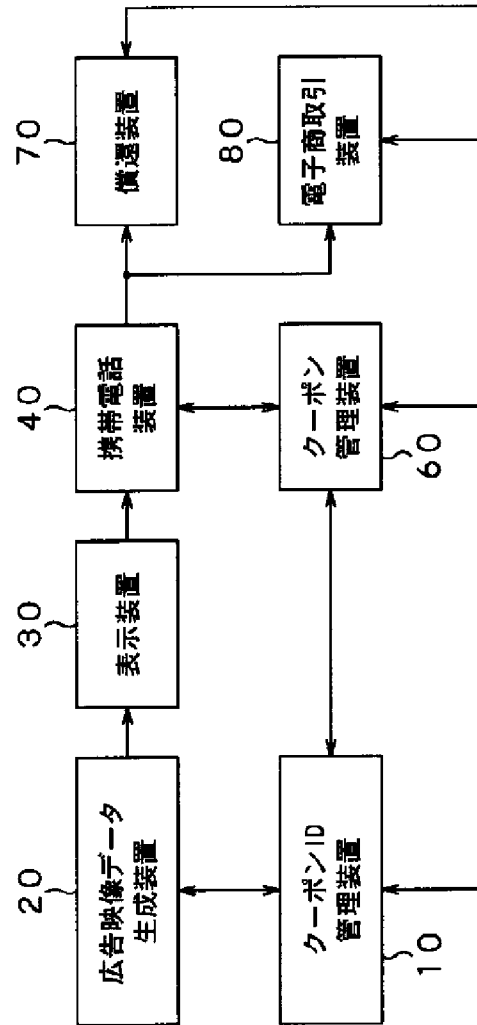 20
広告映像データ
生成装置
30
表示装置
40
携帯電話
装置
70
償還装置
80
電子商取引
装置
クーポンID
管理装置
10
クーポン
管理装置
60